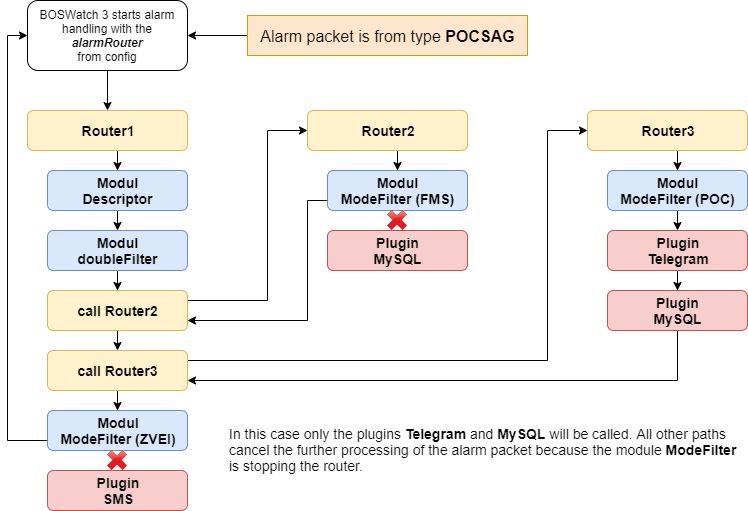 BOSWatch 3 starts alarm
handling with the
alarmRouter
from config
Alarm packet is from type POCSAG
Router1
Modul
Descriptor
Modul
doubleFilter
call Router2
call Router3
Modul
ModeFilter (ZVEI)
Plugin
SMS
Router2
Modul
ModeFilter (FMS)
Plugin
MySQL
Router3
Modul
ModeFilter (POC)
Plugin
Telegram
Plugin
MySQL
In this case only the plugins Telegram and MySQL will be called. All other paths
cancel the further processing of the alarm packet because the module ModeFilter
is stopping the router.